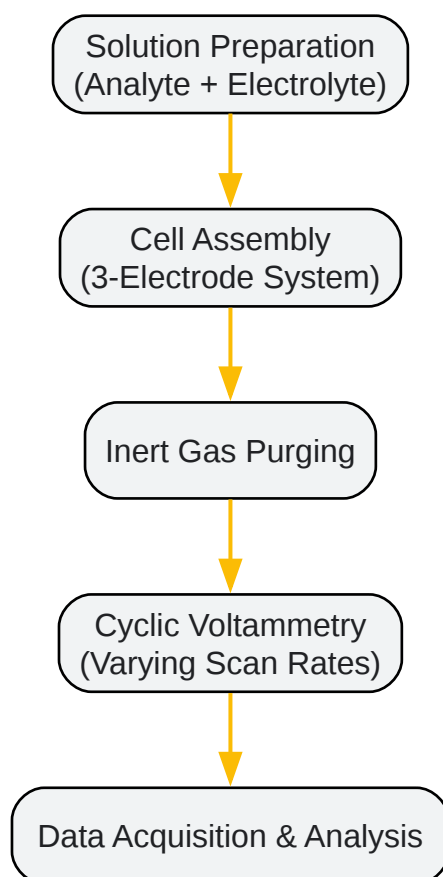 Solution Preparation
(Analyte + Electrolyte)
Cell Assembly
(3-Electrode System)
Inert Gas Purging
Cyclic Voltammetry
(Varying Scan Rates)
Data Acquisition & Analysis